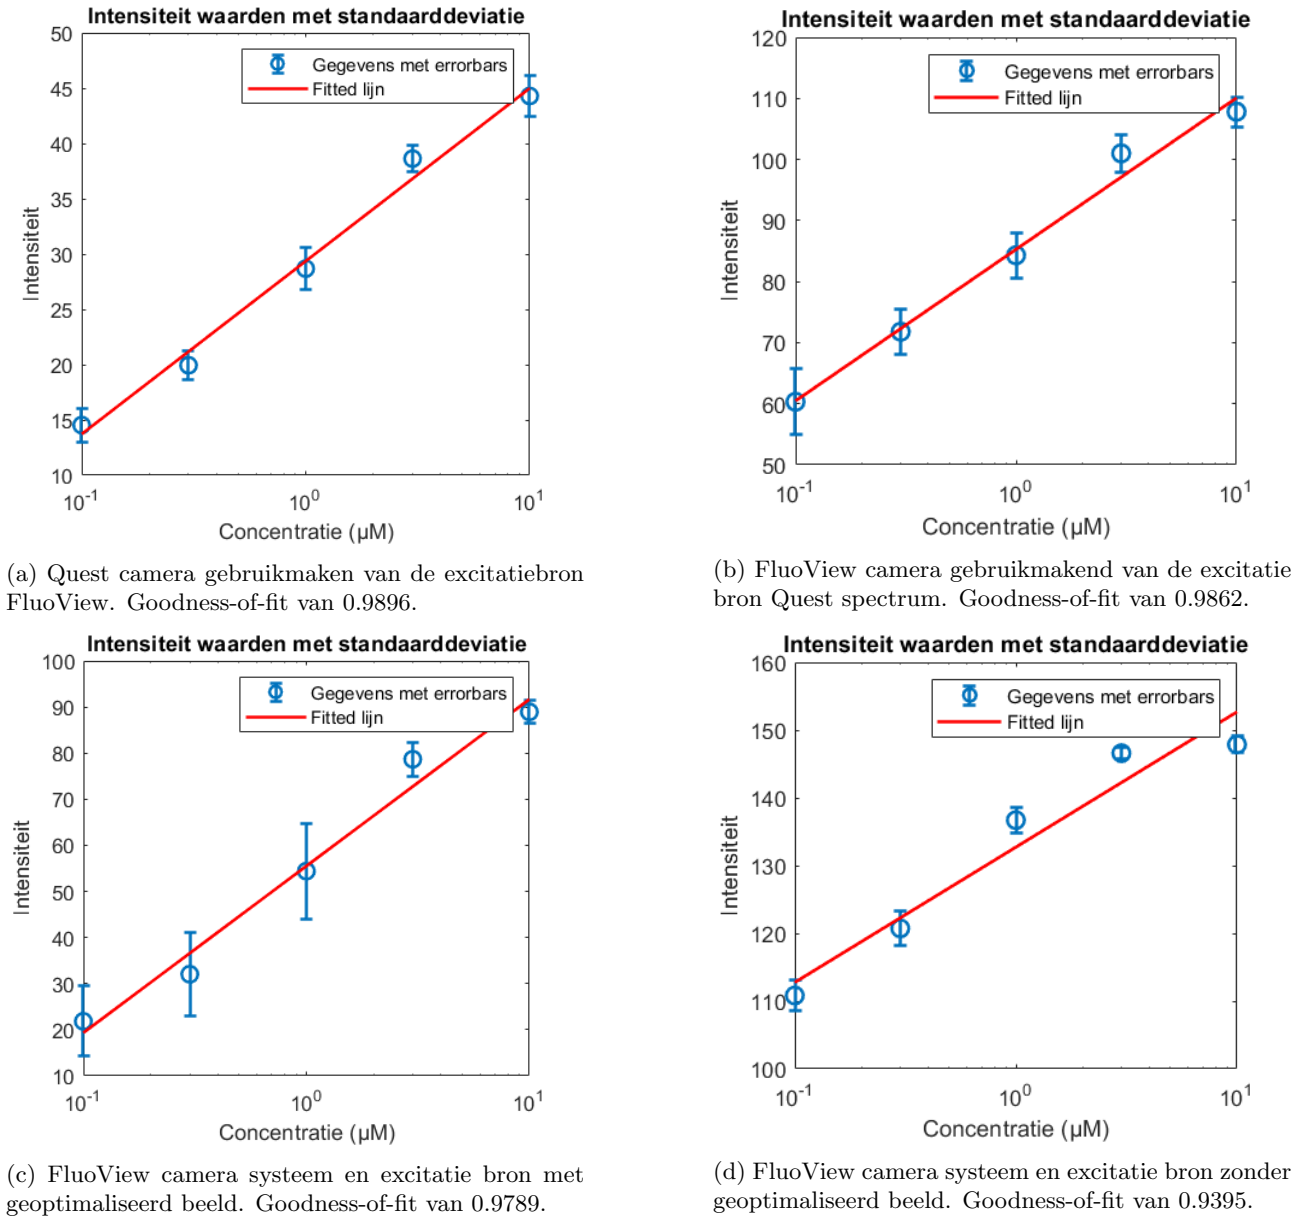 Intensiteit waarden met standaarddeviatie
50
45
40
35
30
25
20
15
10
Intensiteit
Gegevens met errorbars
Fitted lijn
10^-1
10^0
10^1
Concentratie (µM)
(a) Quest camera gebruikmaken van de excitatiebron
FluoView. Goodness-of-fit van 0.9896.
Intensiteit waarden met standaarddeviatie
120
110
100
90
80
70
60
50
Intensiteit
Gegevens met errorbars
Fitted lijn
10^-1
10^0
10^1
Concentratie (µM)
(b) FluoView camera gebruikmakend van de excitatie
bron Quest spectrum. Goodness-of-fit van 0.9862.
Intensiteit waarden met standaarddeviatie
100
90
80
70
60
50
40
30
20
10
Intensiteit
Gegevens met errorbars
Fitted lijn
10^-1
10^0
10^1
Concentratie (µM)
(c) FluoView camera systeem en excitatie bron met
geoptimaliseerd beeld. Goodness-of-fit van 0.9789.
Intensiteit waarden met standaarddeviatie
160
150
140
130
120
110
100
Intensiteit
Gegevens met errorbars
Fitted lijn
10^-1
10^0
10^1
Concentratie (µM)
(d) FluoView camera systeem en excitatie bron zonder
geoptimaliseerd beeld. Goodness-of-fit van 0.9395.